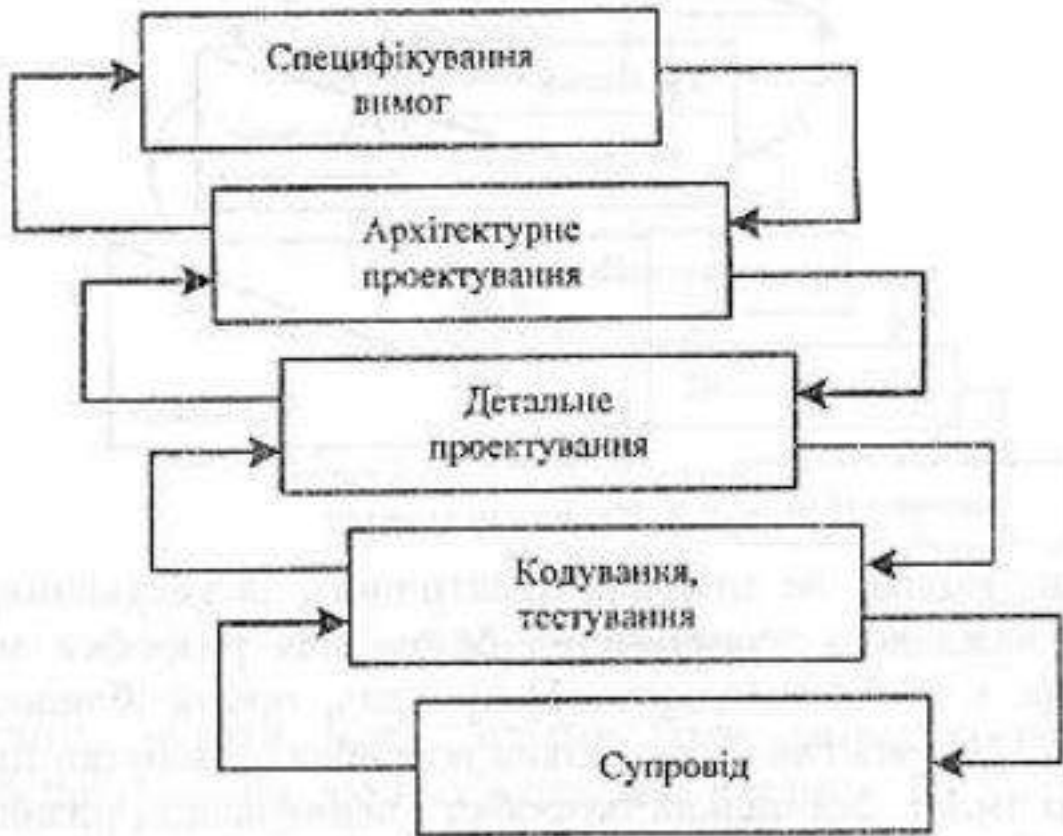 Специфікування
вимог
Архітектурне
проектування
Детальне
проектування
Кодування,
тестування
Супровід